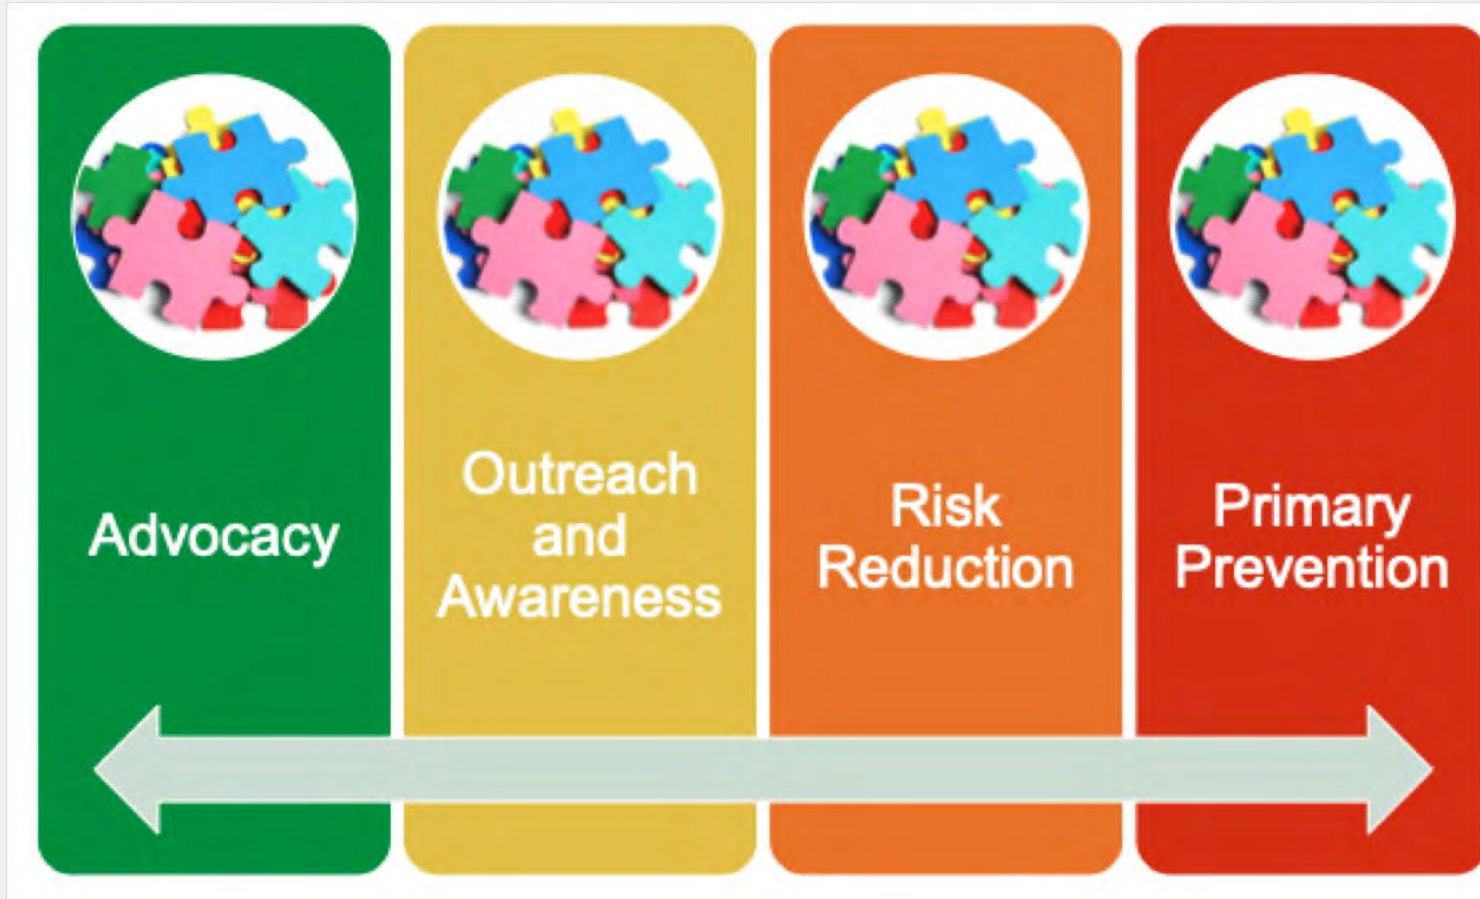 Advocacy
Outreach
and
Awareness
Risk
Reduction
Primary
Prevention